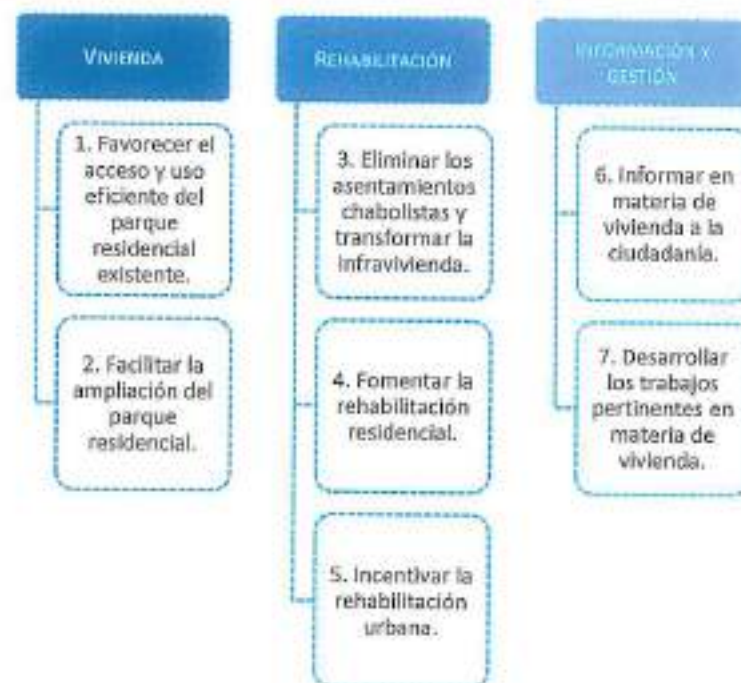 VIVIENDA
1. Favorecer el
acceso y uso
eficiente del
parque
residencial
existente.
2. Facilitar la
ampliación del
parque
residencial.
REHABILITACIÓN
3. Eliminar los
asentamientos
chabolistas y
transformar la
infravivienda.
4. Fomentar la
rehabilitación
residencial.
5. Incentivar la
rehabilitación
urbana.
INFORMACIÓN Y
GESTIÓN
6. Informar en
materia de
vivienda a la
ciudadanía.
7. Desarrollar
los trabajos
pertinentes en
materia de
vivienda.